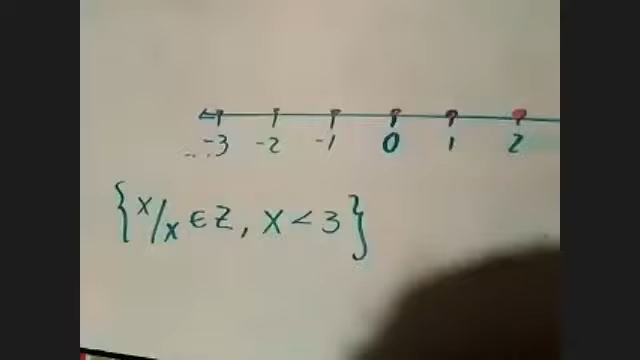 ...-3 -2 -1 0 1 2
{x/x ∈ Z, x < 3}